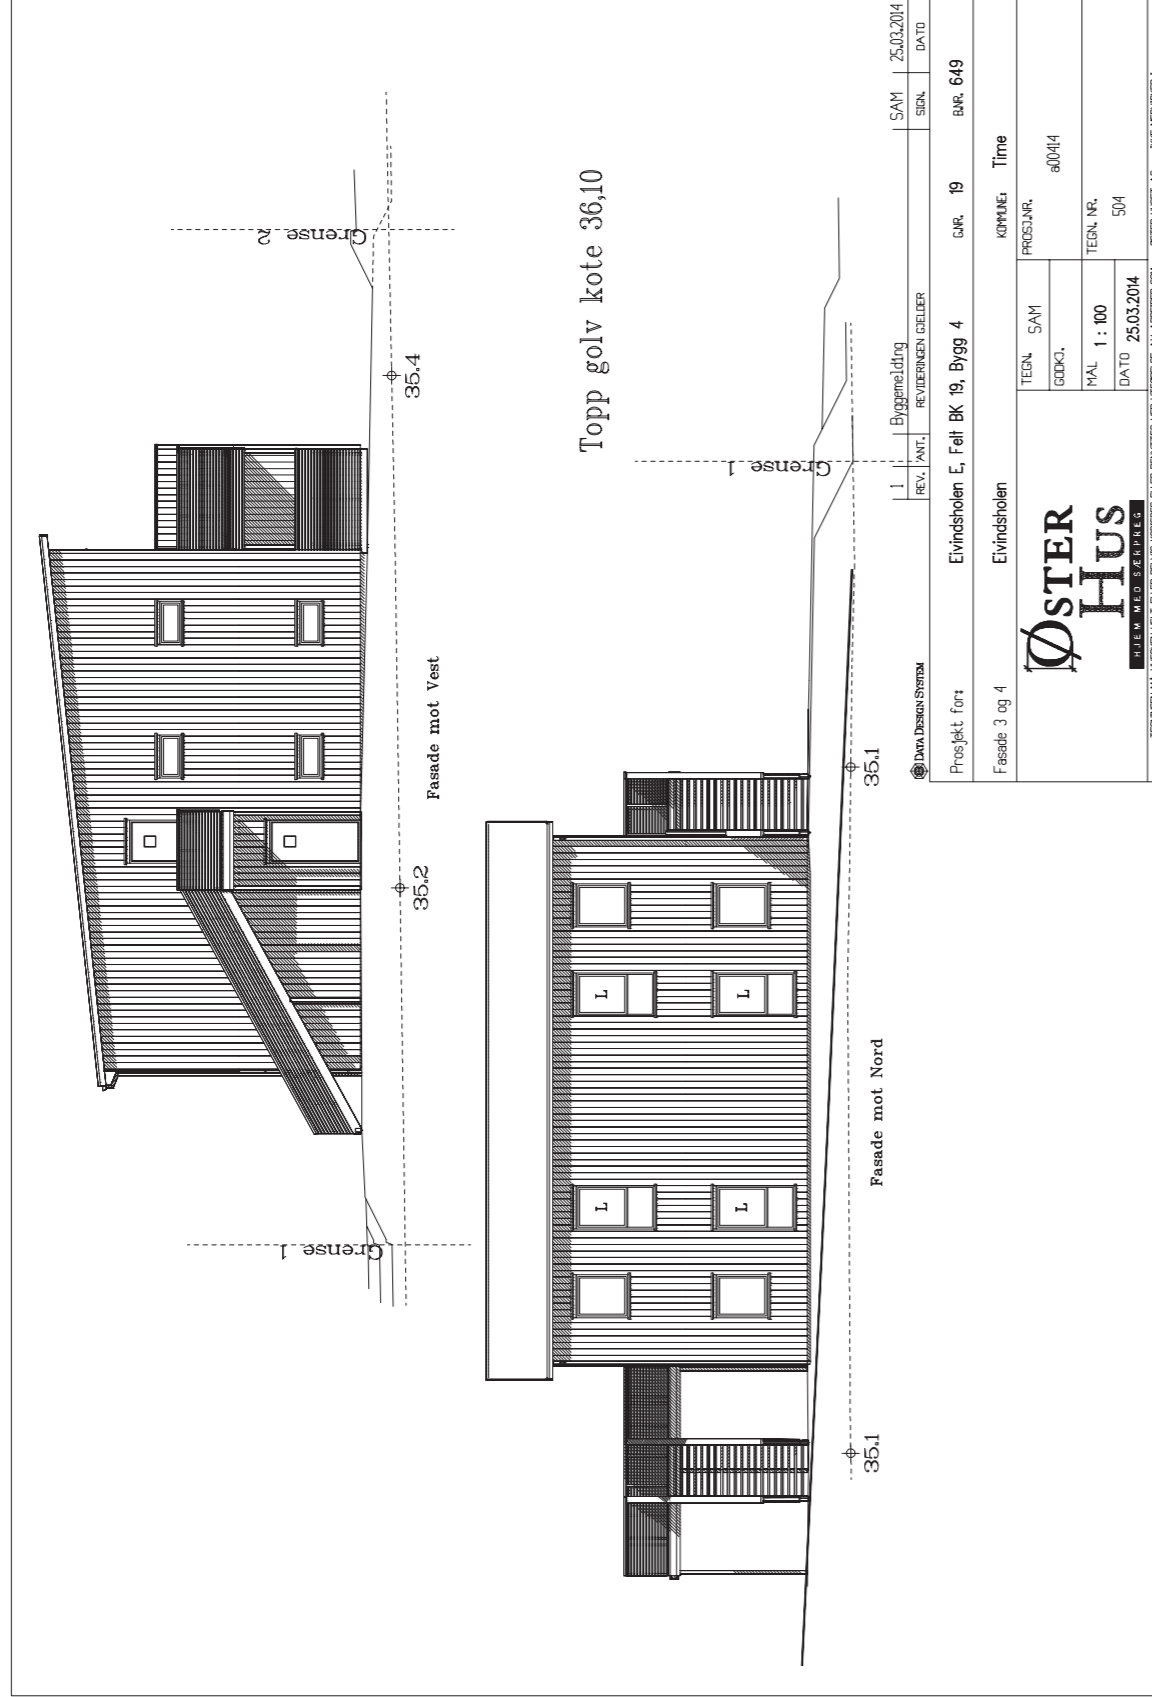 Grense 1
Grense 2
35.2
35.4
Fasade mot Vest
Topp golv kote 36,10
L
L
L
L
Grense 1
35.1
35.1
Fasade mot Nord
1 Byggemelding SAM 25.03.2014
REV. ANT. REVIDERINGEN GJELDER SIGN. DATO
DATA DESIGN SYSTEM
Prosjekt for: Eivindsholen E, Felt BK 19, Bygg 4 G.NR. 19 B.NR. 649
Fasade 3 og 4 Eivindsholen KOMMUNE: Time
ØSTER
HUS
HJEM MED SÆRPREG
TEGN. SAM PROSJ.NR. a00414
GODKJ.
MÅL 1 : 100 TEGN. NR. 504
DATO 25.03.2014